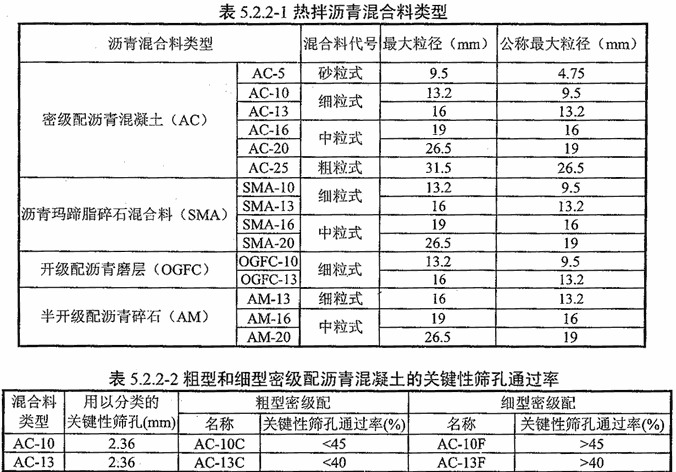 表 5.2.2-1 热拌沥青混合料类型
沥青混合料类型 混合料代号 最大粒径（mm） 公称最大粒径（mm）
密级配沥青混凝土（AC） AC-5 砂粒式 9.5 4.75
AC-10 细粒式 13.2 9.5
AC-13 16 13.2
AC-16 中粒式 19 16
AC-20 26.5 19
AC-25 粗粒式 31.5 26.5
沥青玛蹄脂碎石混合料（SMA） SMA-10 细粒式 13.2 9.5
SMA-13 16 13.2
SMA-16 中粒式 19 16
SMA-20 26.5 19
开级配沥青磨层（OGFC） OGFC-10 细粒式 13.2 9.5
OGFC-13 16 13.2
半开级配沥青碎石（AM） AM-13 细粒式 16 13.2
AM-16 中粒式 19 16
AM-20 26.5 19
表 5.2.2-2 粗型和细型密级配沥青混凝土的关键性筛孔通过率
混合料类型 用以分类的关键性筛孔(mm) 粗型密级配 细型密级配
名称 关键性筛孔通过率(%) 名称 关键性筛孔通过率(%)
AC-10 2.36 AC-10C <45 AC-10F >45
AC-13 2.36 AC-13C <40 AC-13F >40